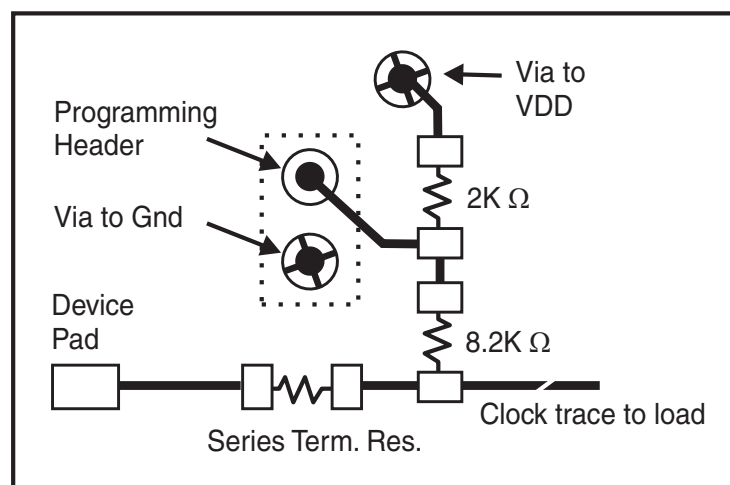 Via to
VDD
Programming
Header
2K Ω
Via to Gnd
Device
Pad
8.2K Ω
Clock trace to load
Series Term. Res.